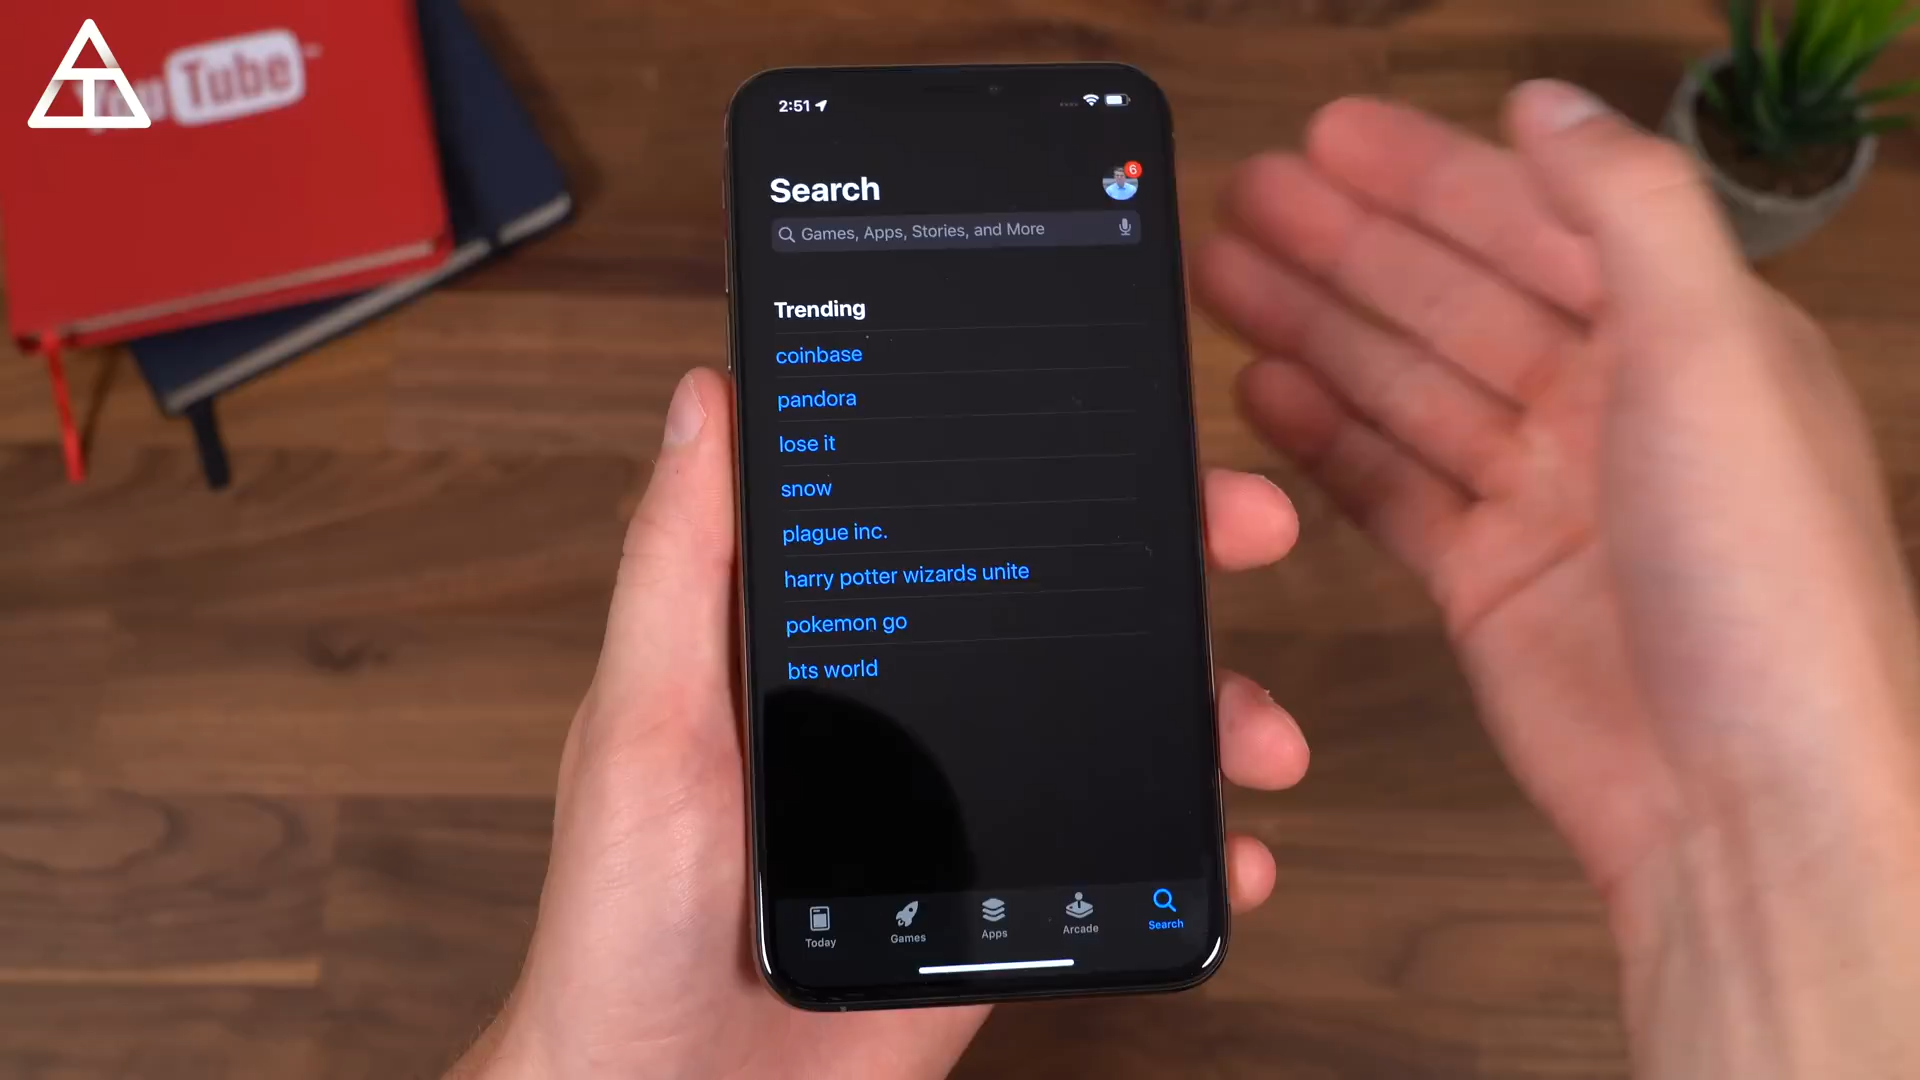 YouTube
2:51
Search
6
Games, Apps, Stories, and More
Trending
coinbase
pandora
lose it
snow
plague inc.
harry potter wizards unite
pokemon go
bts world
Today
Games
Apps
Arcade
Search